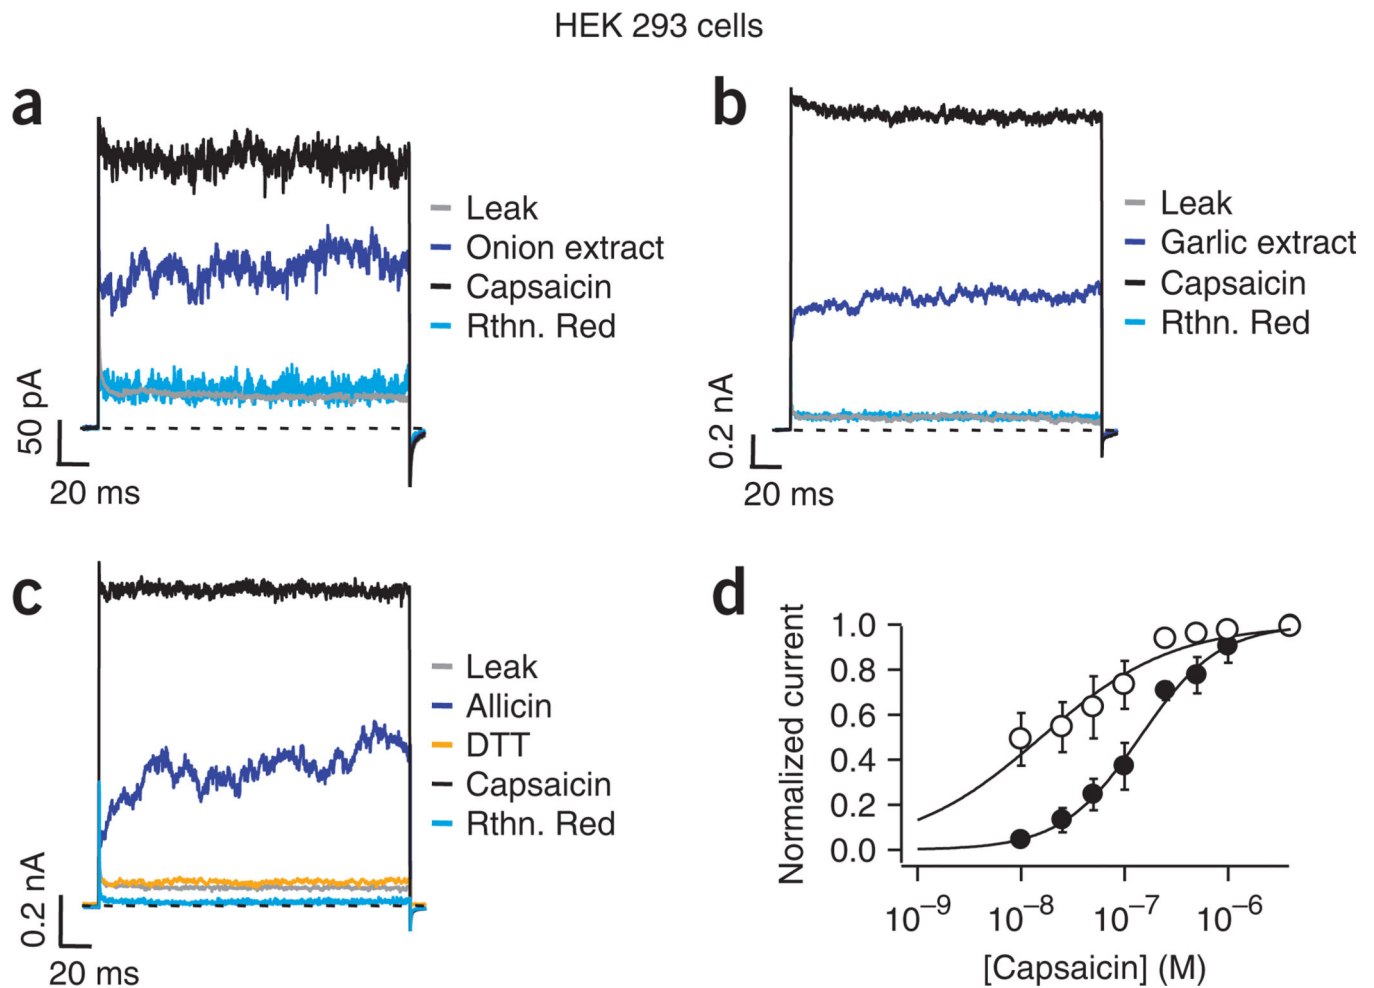 HEK 293 cells
a
Leak
Onion extract
Capsaicin
Rthn. Red
50 pA
20 ms
b
Leak
Garlic extract
Capsaicin
Rthn. Red
0.2 nA
20 ms
c
Leak
Allicin
DTT
Capsaicin
Rthn. Red
0.2 nA
20 ms
d
Normalized current
1.0
0.8
0.6
0.4
0.2
0.0
10–9 10–8 10–7 10–6
[Capsaicin] (M)